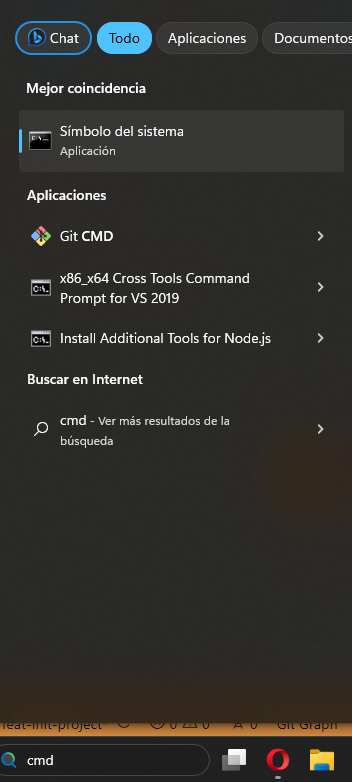 Chat
Todo
Aplicaciones
Documentos
Mejor coincidencia
Símbolo del sistema
Aplicación
Aplicaciones
Git CMD
x86_x64 Cross Tools Command
Prompt for VS 2019
Install Additional Tools for Node.js
Buscar en Internet
cmd - Ver más resultados de la
búsqueda
feat-init-project 0 0 0 Git Graph
cmd